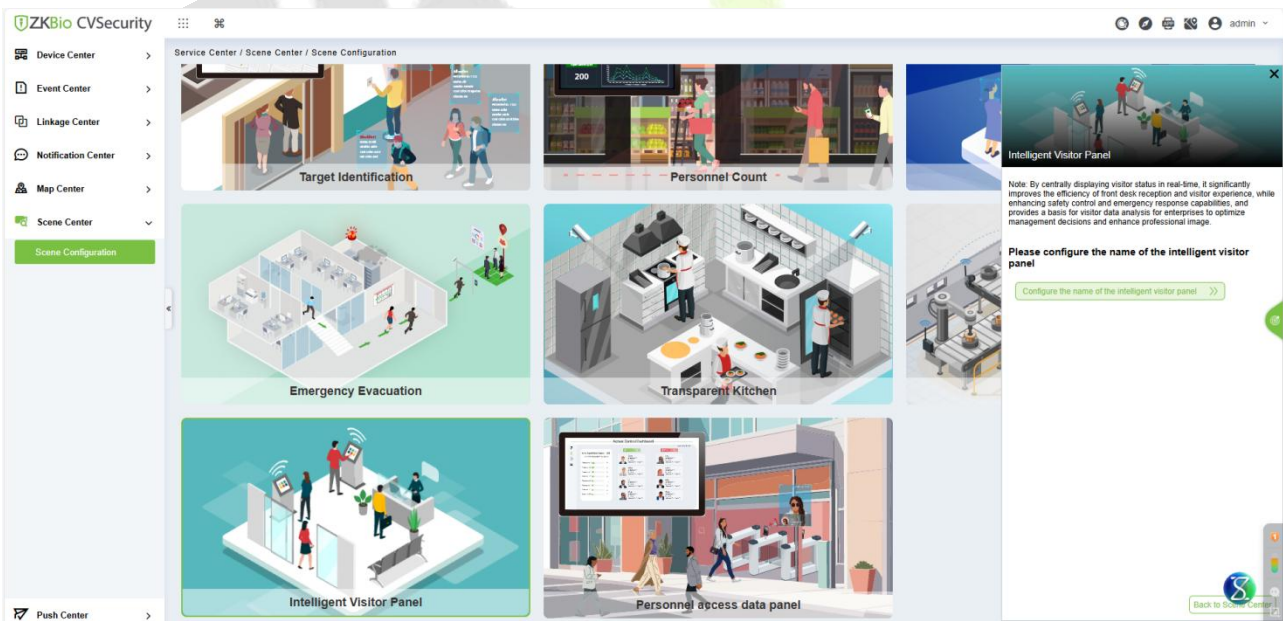 ZKBio CVSecurity
admin
Device Center
Event Center
Linkage Center
Notification Center
Map Center
Scene Center
Scene Configuration
Push Center
Service Center / Scene Center / Scene Configuration
200
Target Identification
Personnel Count
Emergency Evacuation
Transparent Kitchen
Intelligent Visitor Panel
Personnel access data panel
Intelligent Visitor Panel
Note: By centrally displaying visitor status in real-time, it significantly
improves the efficiency of front desk reception and visitor experience, while
enhancing safety control and emergency response capabilities, and
provides a basis for visitor data analysis for enterprises to optimize
management decisions and enhance professional image.
Please configure the name of the intelligent visitor
panel
Configure the name of the intelligent visitor panel
Back to Scene Center